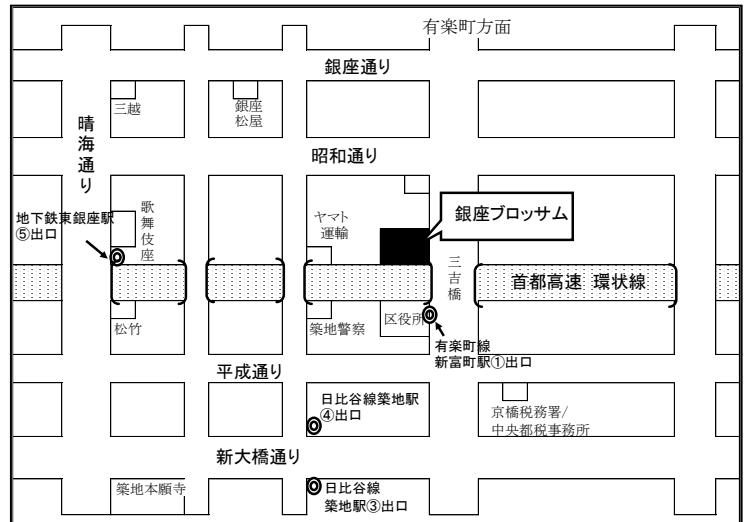 有楽町方面
銀座通り
三越
銀座
松屋
晴海通り
昭和通り
地下鉄東銀座駅
⑤出口
歌舞伎座
ヤマト
運輸
銀座ブロッサム
三吉橋
首都高速 環状線
松竹
築地警察
区役所
有楽町線
新富町駅①出口
平成通り
日比谷線築地駅
④出口
京橋税務署/
中央都税事務所
新大橋通り
築地本願寺
日比谷線
築地駅③出口